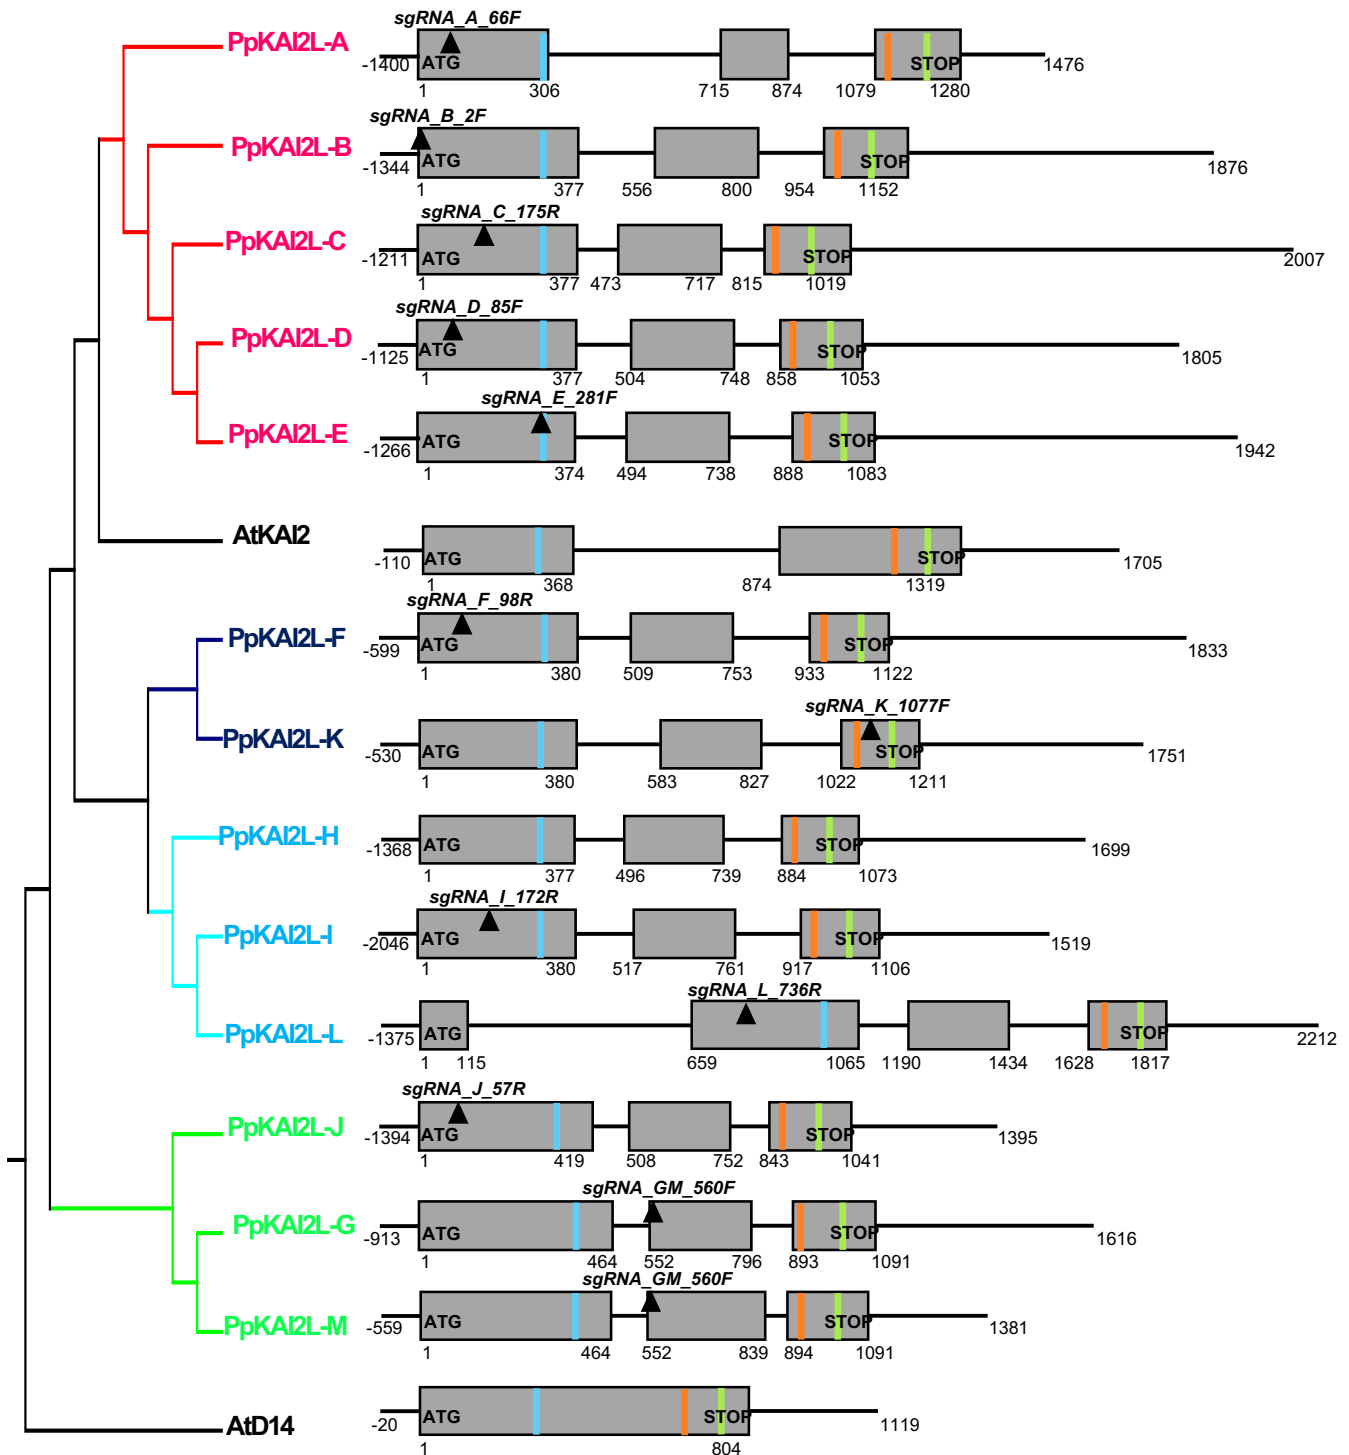 sgRNA_A_66F
PpKAI2L-A
ATG STOP
-1400 1 306 715 874 1079 1280 1476
sgRNA_B_2F
PpKAI2L-B
ATG STOP
-1344 1 377 556 800 954 1152 1876
sgRNA_C_175R
PpKAI2L-C
ATG STOP
-1211 1 377 473 717 815 1019 2007
sgRNA_D_85F
PpKAI2L-D
ATG STOP
-1125 1 377 504 748 858 1053 1805
sgRNA_E_281F
PpKAI2L-E
ATG STOP
-1266 1 374 494 738 888 1083 1942
AtKAI2
ATG STOP
-110 1 368 874 1319 1705
sgRNA_F_98R
PpKAI2L-F
ATG STOP
-599 1 380 509 753 933 1122 1833
sgRNA_K_1077F
PpKAI2L-K
ATG STOP
-530 1 380 583 827 1022 1211 1751
PpKAI2L-H
ATG STOP
-1368 1 377 496 739 884 1073 1699
sgRNA_I_172R
PpKAI2L-I
ATG STOP
-2046 1 380 517 761 917 1106 1519
sgRNA_L_736R
PpKAI2L-L
ATG STOP
-1375 1 115 659 1065 1190 1434 1628 1817 2212
sgRNA_J_57R
PpKAI2L-J
ATG STOP
-1394 1 419 508 752 843 1041 1395
sgRNA_GM_560F
PpKAI2L-G
ATG STOP
-913 1 464 552 796 893 1091 1616
sgRNA_GM_560F
PpKAI2L-M
ATG STOP
-559 1 464 552 839 894 1091 1381
AtD14
ATG STOP
-20 1 804 1119